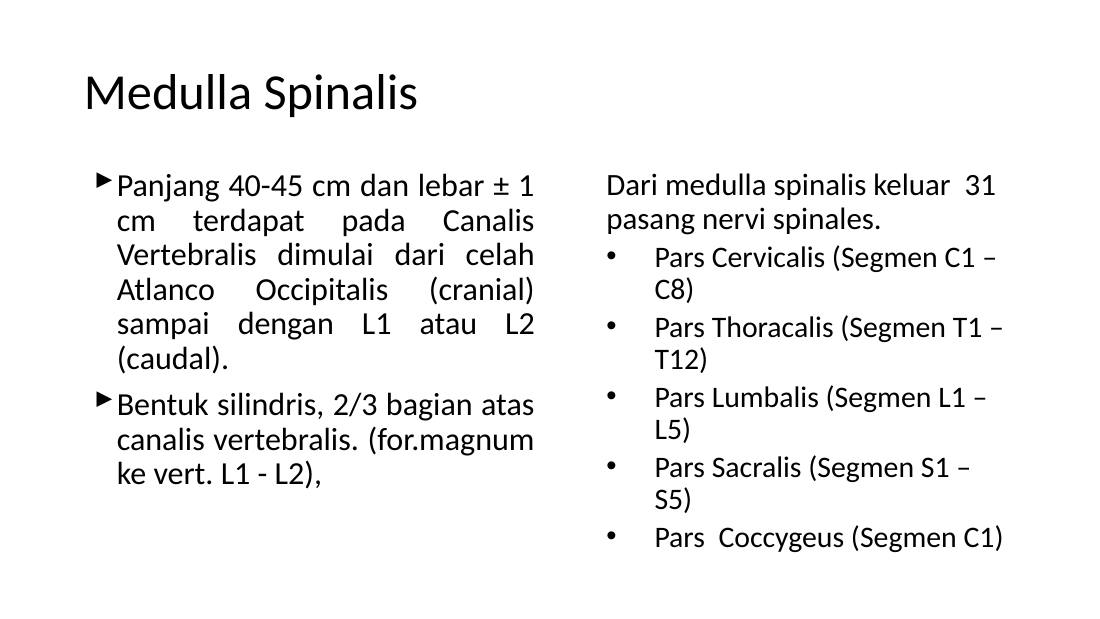 Medulla Spinalis
► Panjang 40-45 cm dan lebar ± 1
cm terdapat pada Canalis
Vertebralis dimulai dari celah
Atlanco Occipitalis (cranial)
sampai dengan L1 atau L2
(caudal).
► Bentuk silindris, 2/3 bagian atas
canalis vertebralis. (for.magnum
ke vert. L1 - L2),
Dari medulla spinalis keluar  31
pasang nervi spinales.
• Pars Cervicalis (Segmen C1 –
C8)
• Pars Thoracalis (Segmen T1 –
T12)
• Pars Lumbalis (Segmen L1 –
L5)
• Pars Sacralis (Segmen S1 –
S5)
• Pars  Coccygeus (Segmen C1)